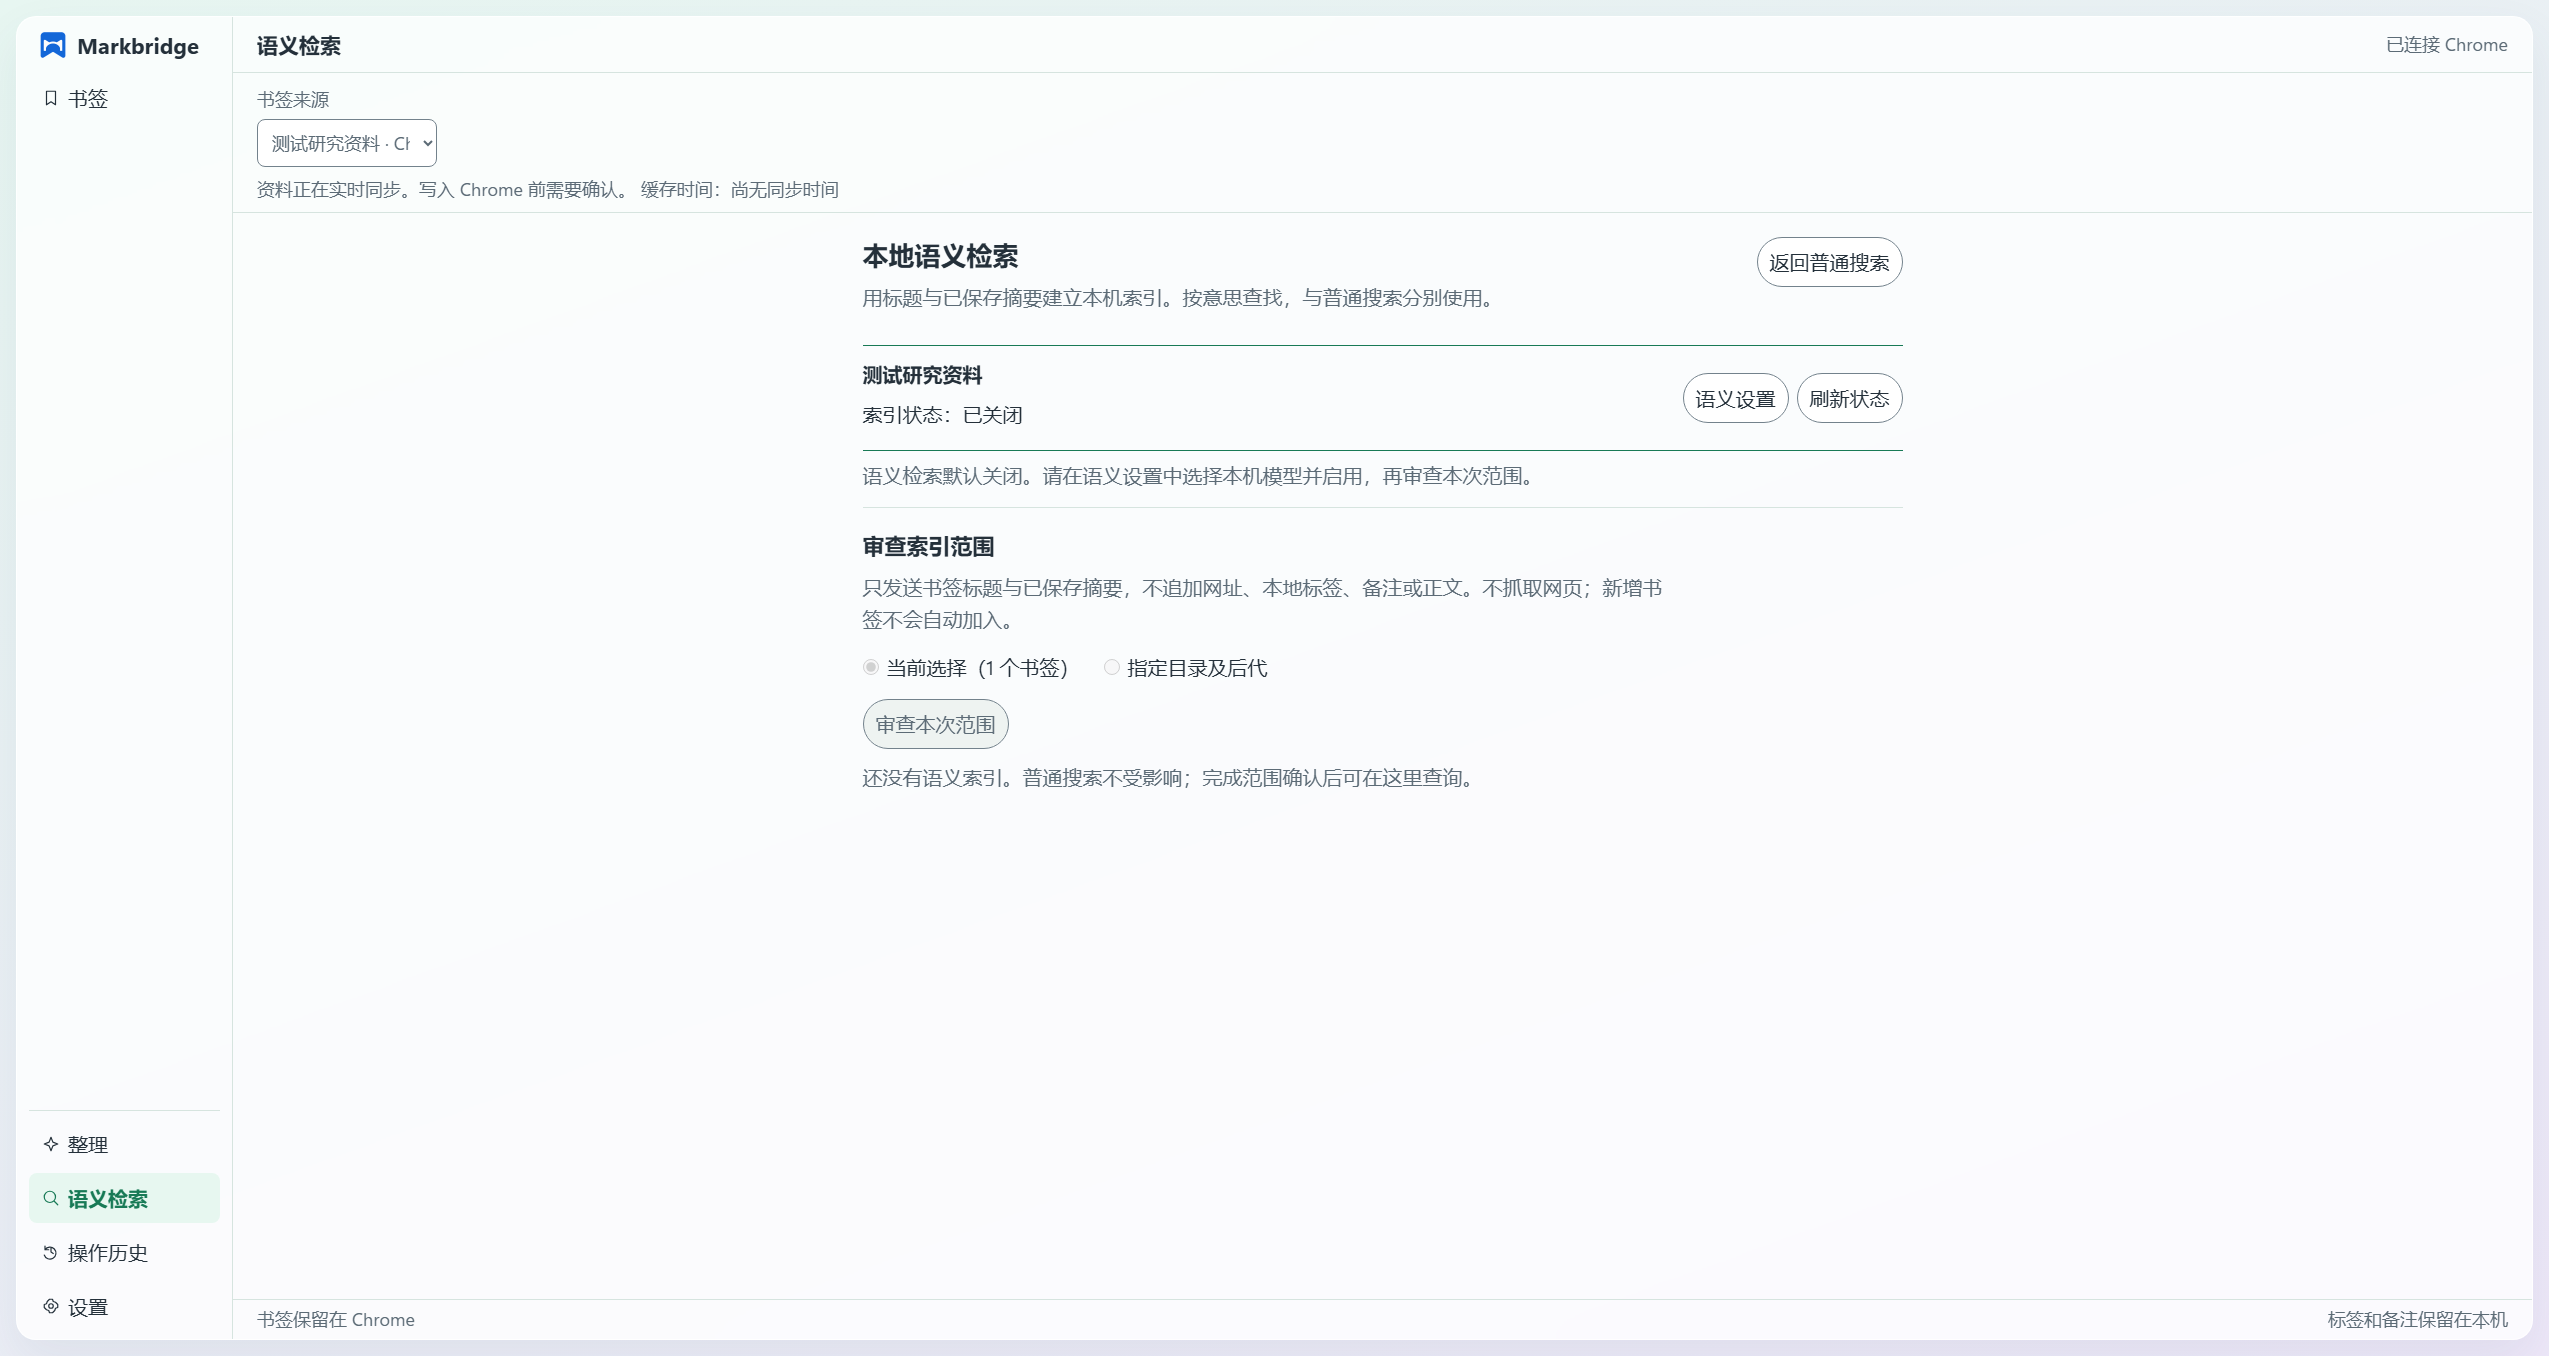 Markbridge
书签
整理
语义检索
操作历史
设置
语义检索
已连接 Chrome
书签来源
测试研究资料 · Ch
资料正在实时同步。写入 Chrome 前需要确认。 缓存时间：尚无同步时间
本地语义检索
返回普通搜索
用标题与已保存摘要建立本机索引。按意思查找，与普通搜索分别使用。
测试研究资料
索引状态：已关闭
语义设置
刷新状态
语义检索默认关闭。请在语义设置中选择本机模型并启用，再审查本次范围。
审查索引范围
只发送书签标题与已保存摘要，不追加网址、本地标签、备注或正文。不抓取网页；新增书
签不会自动加入。
当前选择（1 个书签）
指定目录及后代
审查本次范围
还没有语义索引。普通搜索不受影响；完成范围确认后可在这里查询。
书签保留在 Chrome
标签和备注保留在本机